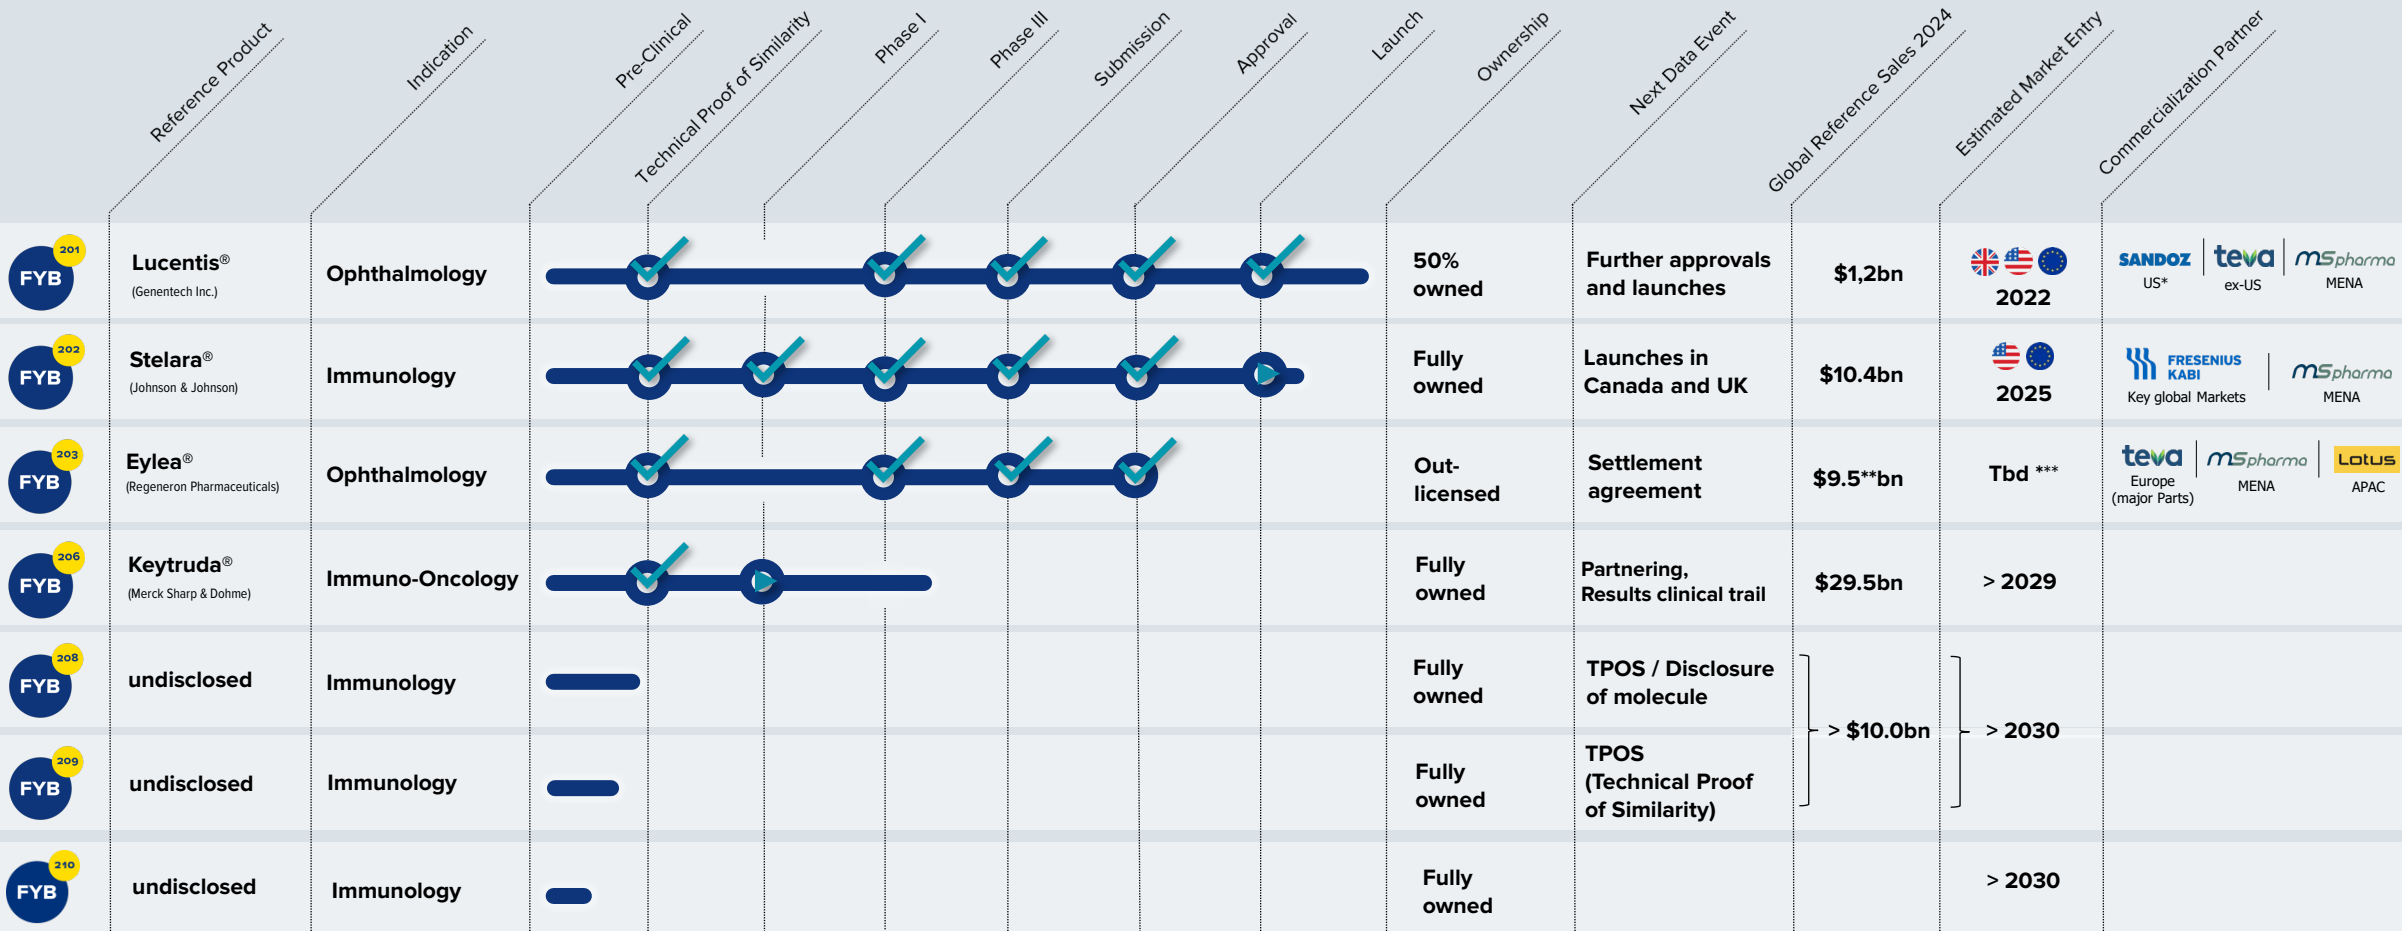 Reference Product
Indication
Pre-Clinical
Technical Proof of Similarity
Phase I
Phase III
Submission
Approval
Launch
Ownership
Next Data Event
Global Reference Sales 2024
Estimated Market Entry
Commercialization Partner
FYB 201
Lucentis®
(Genentech Inc.)
Ophthalmology
50%
owned
Further approvals
and launches
$1,2bn
2022
SANDOZ
US*
teva
ex-US
MS pharma
MENA
FYB 202
Stelara®
(Johnson & Johnson)
Immunology
Fully
owned
Launches in
Canada and UK
$10.4bn
2025
FRESENIUS
KABI
Key global Markets
MS pharma
MENA
FYB 203
Eylea®
(Regeneron Pharmaceuticals)
Ophthalmology
Out-
licensed
Settlement
agreement
$9.5**bn
Tbd ***
teva
Europe
(major Parts)
MS pharma
MENA
Lotus
APAC
FYB 206
Keytruda®
(Merck Sharp & Dohme)
Immuno-Oncology
Fully
owned
Partnering,
Results clinical trail
$29.5bn
> 2029
FYB 208
undisclosed
Immunology
Fully
owned
TPOS / Disclosure
of molecule
> $10.0bn
> 2030
FYB 209
undisclosed
Immunology
Fully
owned
TPOS
(Technical Proof
of Similarity)
FYB 210
undisclosed
Immunology
Fully
owned
> 2030